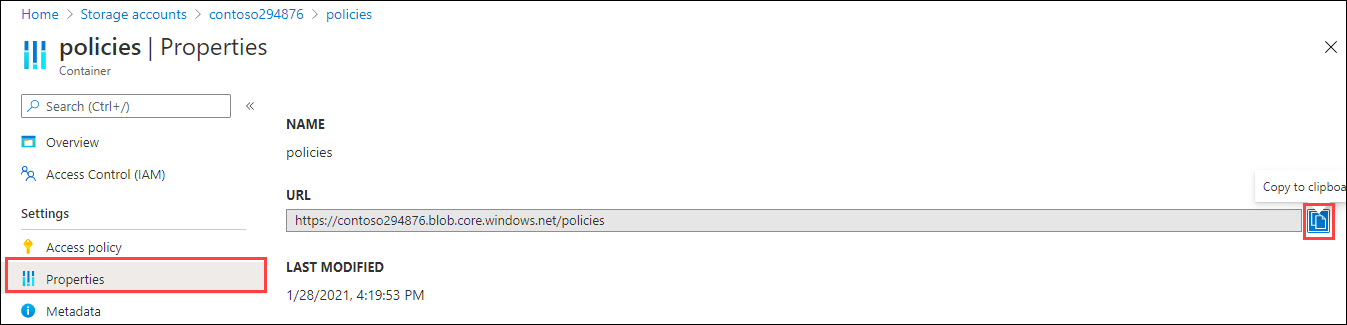 Home > Storage accounts > contoso294876 > policies
policies | Properties
Container
Search (Ctrl+/)
«
Overview
Access Control (IAM)
Settings
Access policy
Properties
Metadata
NAME
policies
Copy to clipboa
URL
https://contoso294876.blob.core.windows.net/policies
LAST MODIFIED
1/28/2021, 4:19:53 PM